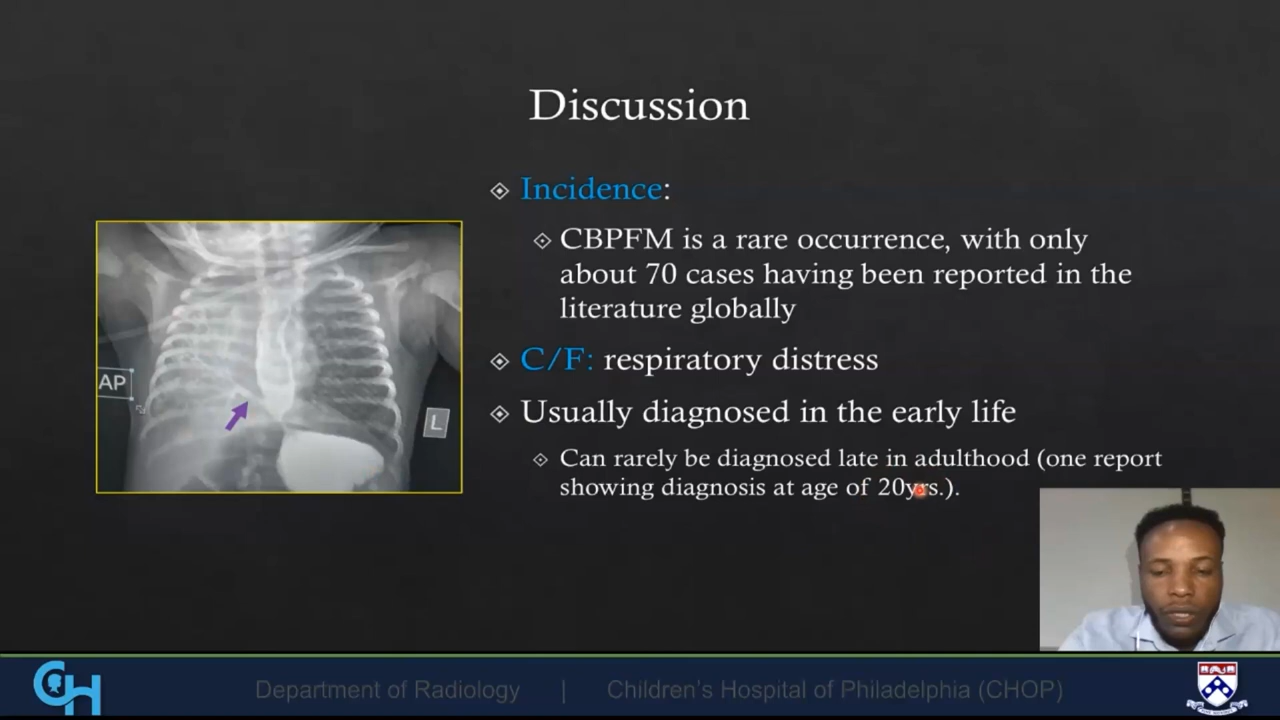 Discussion
Incidence:
CBPFM is a rare occurrence, with only
about 70 cases having been reported in the
literature globally
C/F: respiratory distress
Usually diagnosed in the early life
Can rarely be diagnosed late in adulthood (one report
showing diagnosis at age of 20yrs.).
AP
L
CH
Department of Radiology | Children's Hospital of Philadelphia (CHOP)